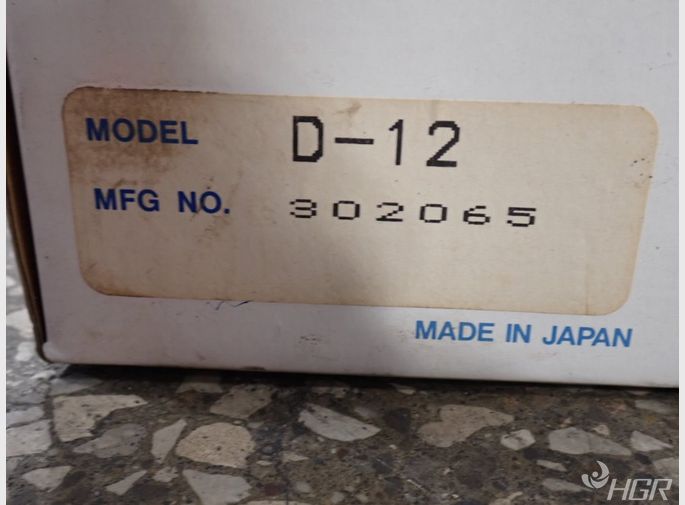 MODEL D-12
MFG NO. 302065
MADE IN JAPAN
HGR